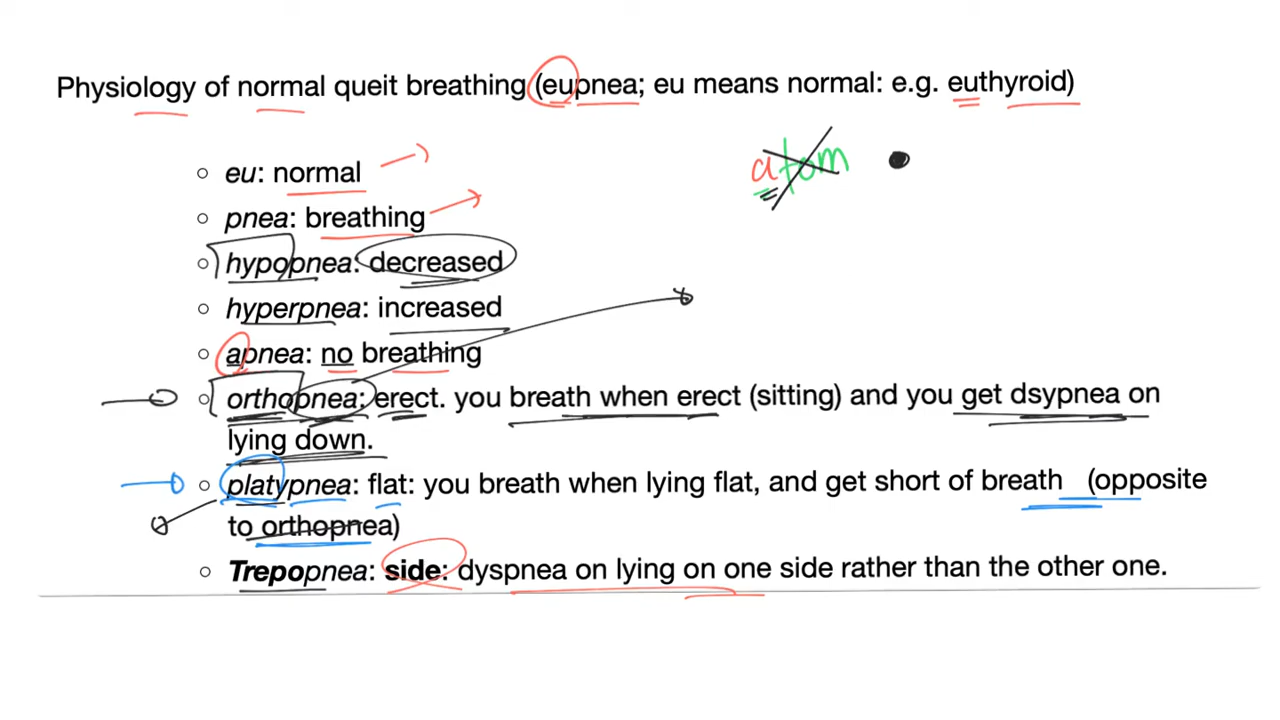 Physiology of normal queit breathing (eupnea; eu means normal: e.g. euthyroid)
atom
eu: normal
pnea: breathing
hypopnea: decreased
hyperpnea: increased
apnea: no breathing
orthopnea: erect. you breath when erect (sitting) and you get dsypnea on
lying down.
platypnea: flat: you breath when lying flat, and get short of breath (opposite
to orthopnea)
Trepopnea: side: dyspnea on lying on one side rather than the other one.